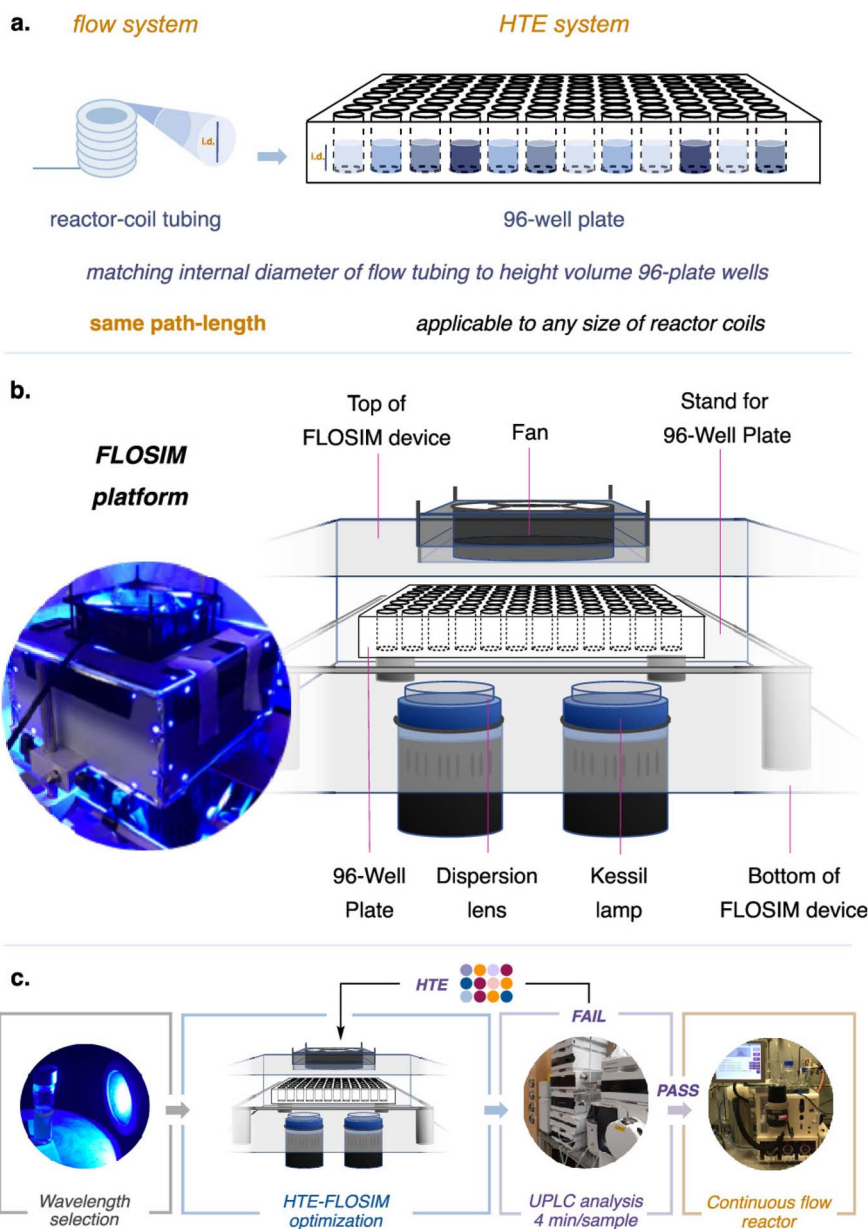 a.
flow system
HTE system
i.d.
i.d.
reactor-coil tubing
96-well plate
matching internal diameter of flow tubing to height volume 96-plate wells
same path-length
applicable to any size of reactor coils
b.
FLOSIM
platform
Top of
FLOSIM device
Fan
Stand for
96-Well Plate
96-Well
Plate
Dispersion
lens
Kessil
lamp
Bottom of
FLOSIM device
c.
HTE
FAIL
PASS
Wavelength
selection
HTE-FLOSIM
optimization
UPLC analysis
4 min/sample
Continuous flow
reactor